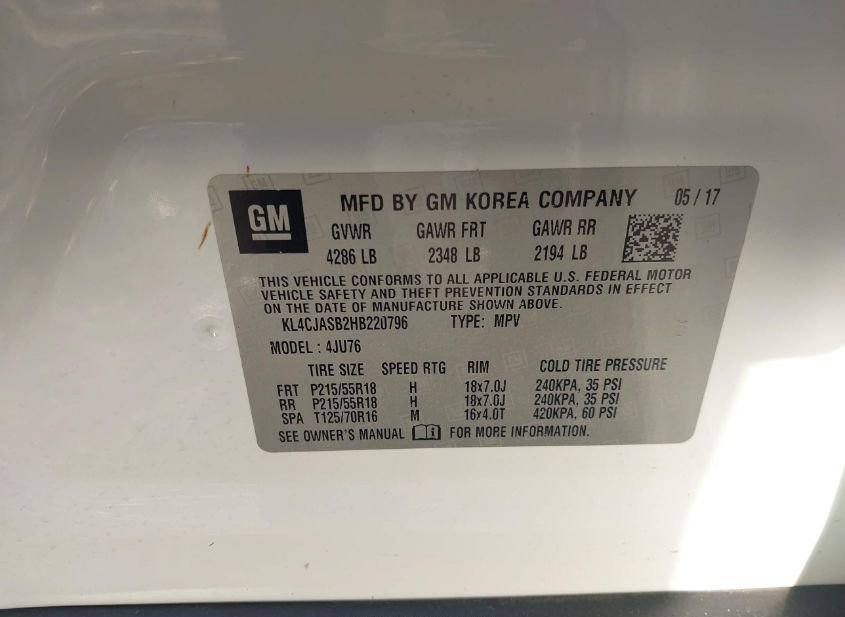 GM
MFD BY GM KOREA COMPANY 05 / 17
GVWR GAWR FRT GAWR RR
4286 LB 2348 LB 2194 LB
THIS VEHICLE CONFORMS TO ALL APPLICABLE U.S. FEDERAL MOTOR
VEHICLE SAFETY AND THEFT PREVENTION STANDARDS IN EFFECT
ON THE DATE OF MANUFACTURE SHOWN ABOVE.
KL4CJASB2HB220796 TYPE: MPV
MODEL : 4JU76
TIRE SIZE SPEED RTG RIM COLD TIRE PRESSURE
FRT P215/55R18 H 18x7.0J 240KPA, 35 PSI
RR P215/55R18 H 18x7.0J 240KPA, 35 PSI
SPA T125/70R16 M 16x4.0T 420KPA, 60 PSI
SEE OWNER'S MANUAL FOR MORE INFORMATION.